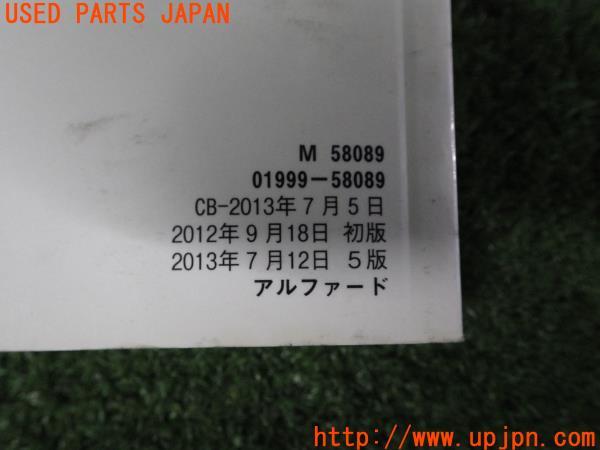 USED PARTS JAPAN
M 58089
01999-58089
CB-2013年7月5日
2012年9月18日 初版
2013年7月12日 5版
アルファード
http://www.upjpn.com/